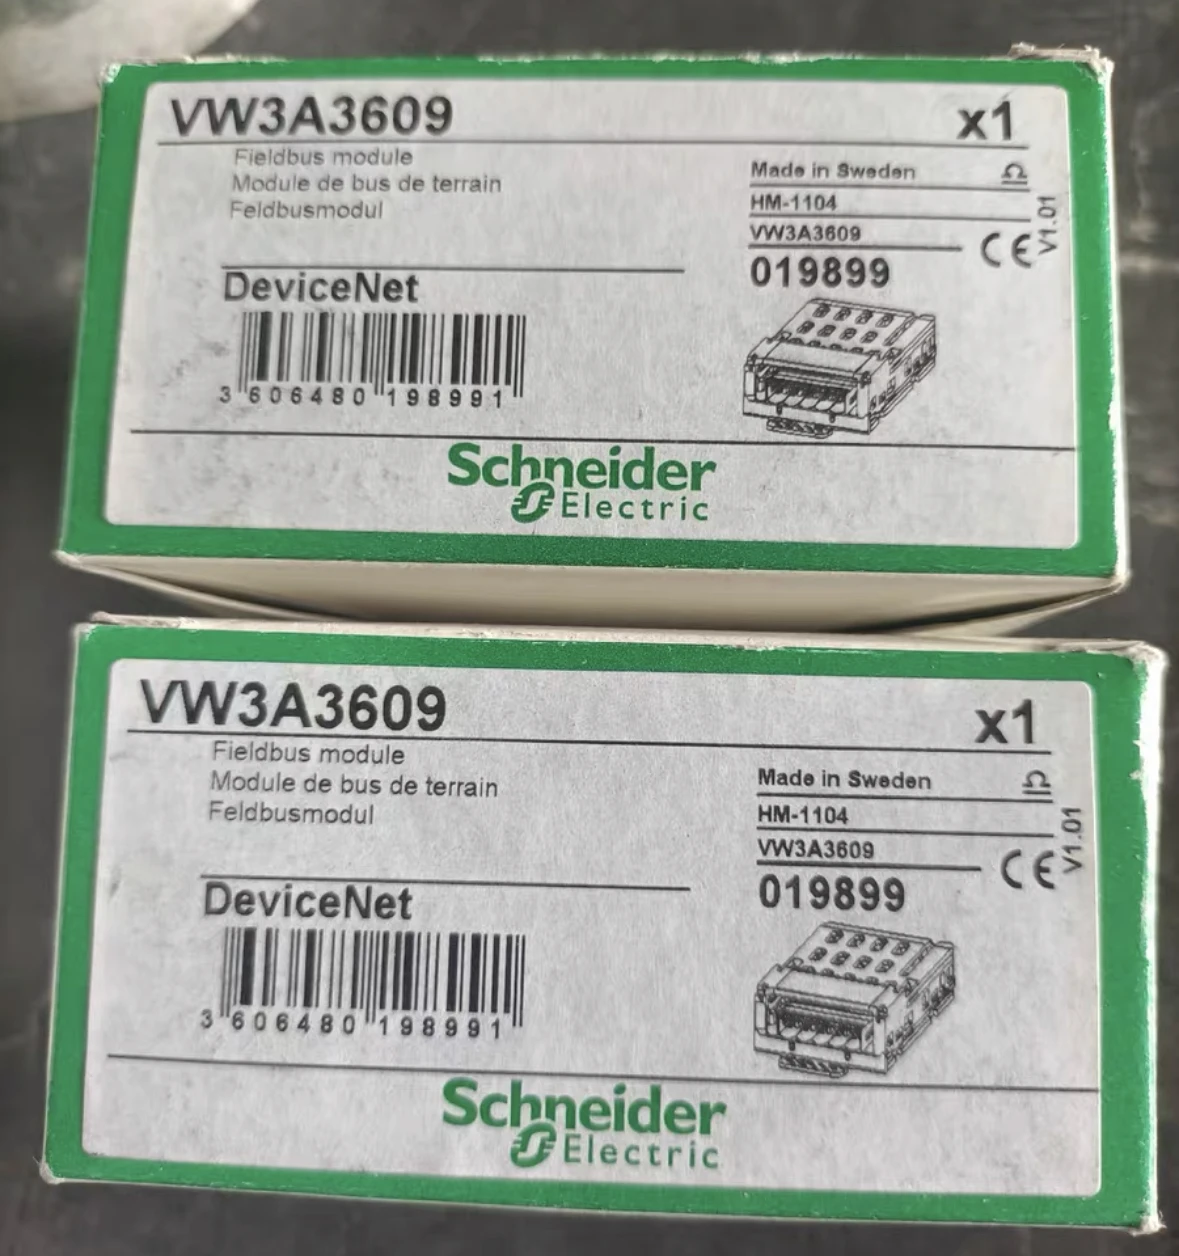 VW3A3609
x1
Fieldbus module
Module de bus de terrain
Feldbusmodul
Made in Sweden
HM-1104
VW3A3609
019899
CE
V1.01
DeviceNet
3 606480 198991
Schneider
Electric
VW3A3609
x1
Fieldbus module
Module de bus de terrain
Feldbusmodul
Made in Sweden
HM-1104
VW3A3609
019899
CE
V1.01
DeviceNet
3 606480 198991
Schneider
Electric